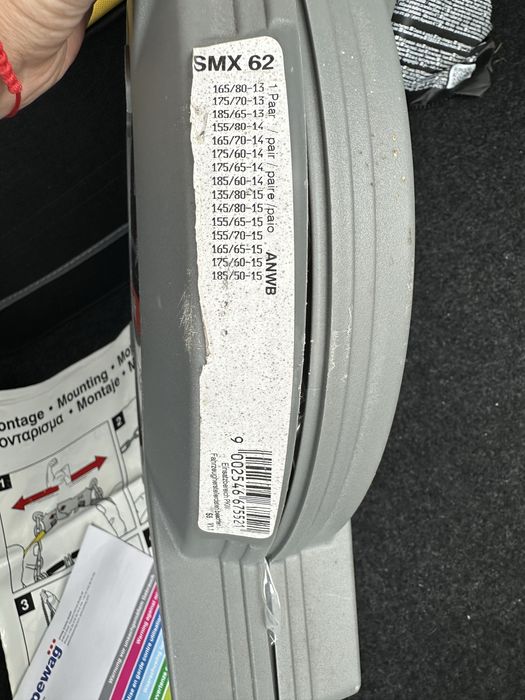 SMX 62
165/80-13
175/70-13
185/65-13
155/80-14
165/70-14
175/60-14
175/65-14
185/60-14
135/80-15
145/80-15
155/65-15
155/70-15
165/65-15
175/60-15
185/50-15
1 Paar / pair / paire /paio
ANWB
9 002546 675521
ontage • Mounting • Mo
οντάρισμα • Montaje •
1
2
3
pewag